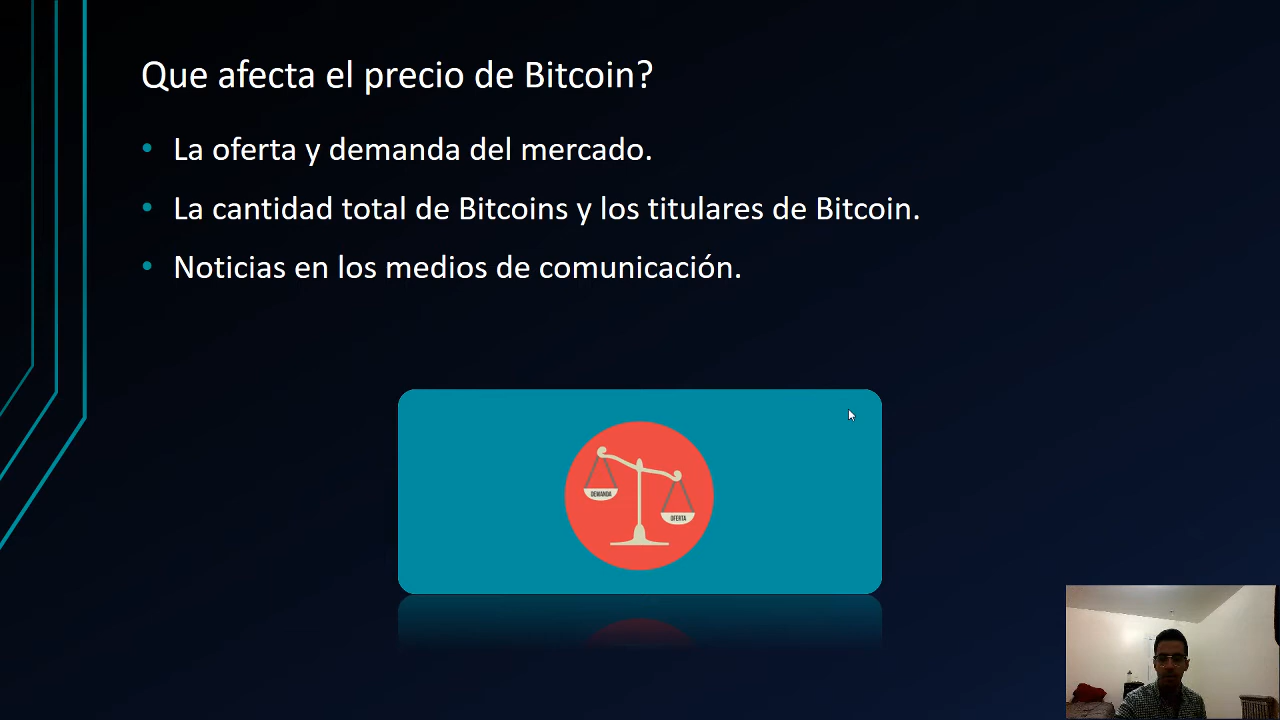 Que afecta el precio de Bitcoin?
La oferta y demanda del mercado.
La cantidad total de Bitcoins y los titulares de Bitcoin.
Noticias en los medios de comunicación.
DEMANDA
OFERTA